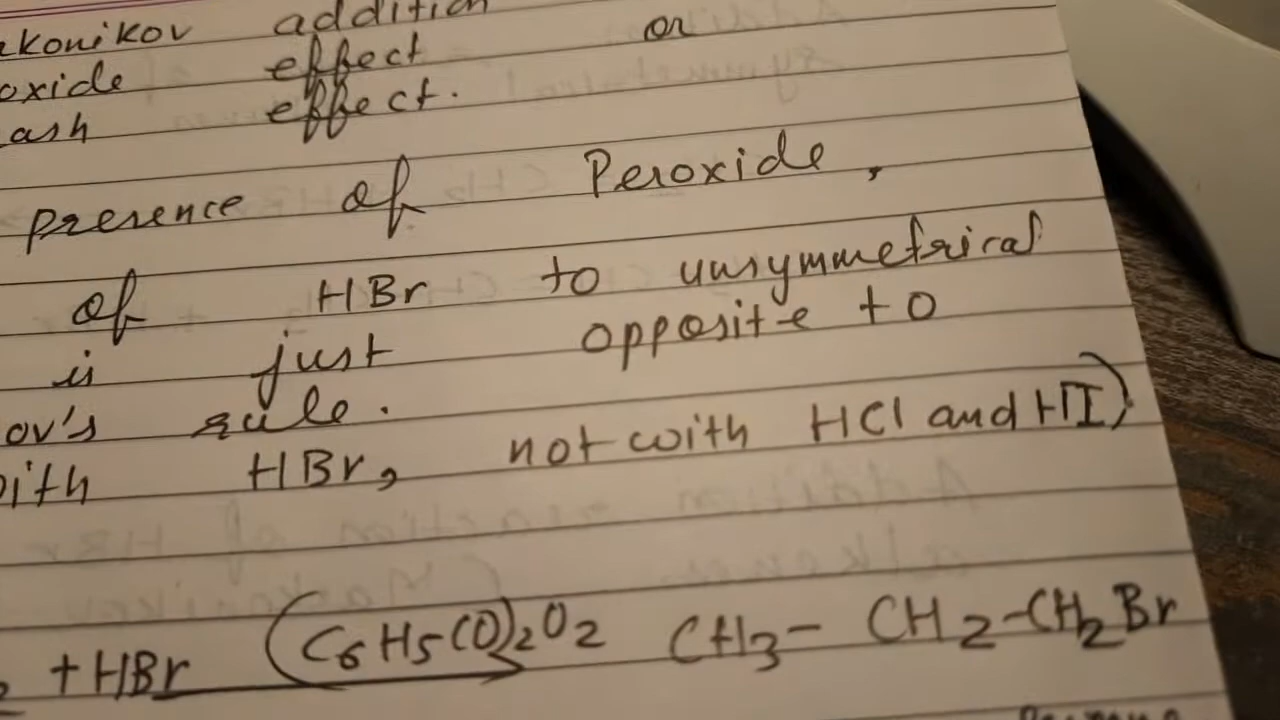 konikov addition or
oxide effect
ash effect.
Presence of Peroxide,
of HBr to unsymmetrical
is just opposite to
ov's rule.
ith HBr, not with HCl and HI)
+HBr (C6H5CO)2O2 CH3- CH2-CH2Br